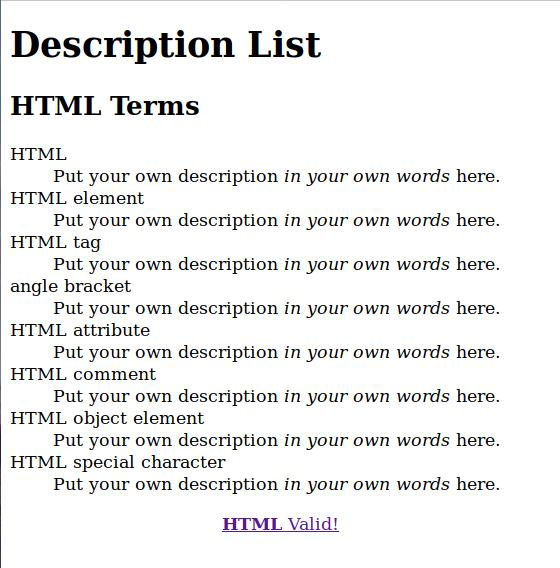 Description List
HTML Terms
HTML
Put your own description in your own words here.
HTML element
Put your own description in your own words here.
HTML tag
Put your own description in your own words here.
angle bracket
Put your own description in your own words here.
HTML attribute
Put your own description in your own words here.
HTML comment
Put your own description in your own words here.
HTML object element
Put your own description in your own words here.
HTML special character
Put your own description in your own words here.
HTML Valid!